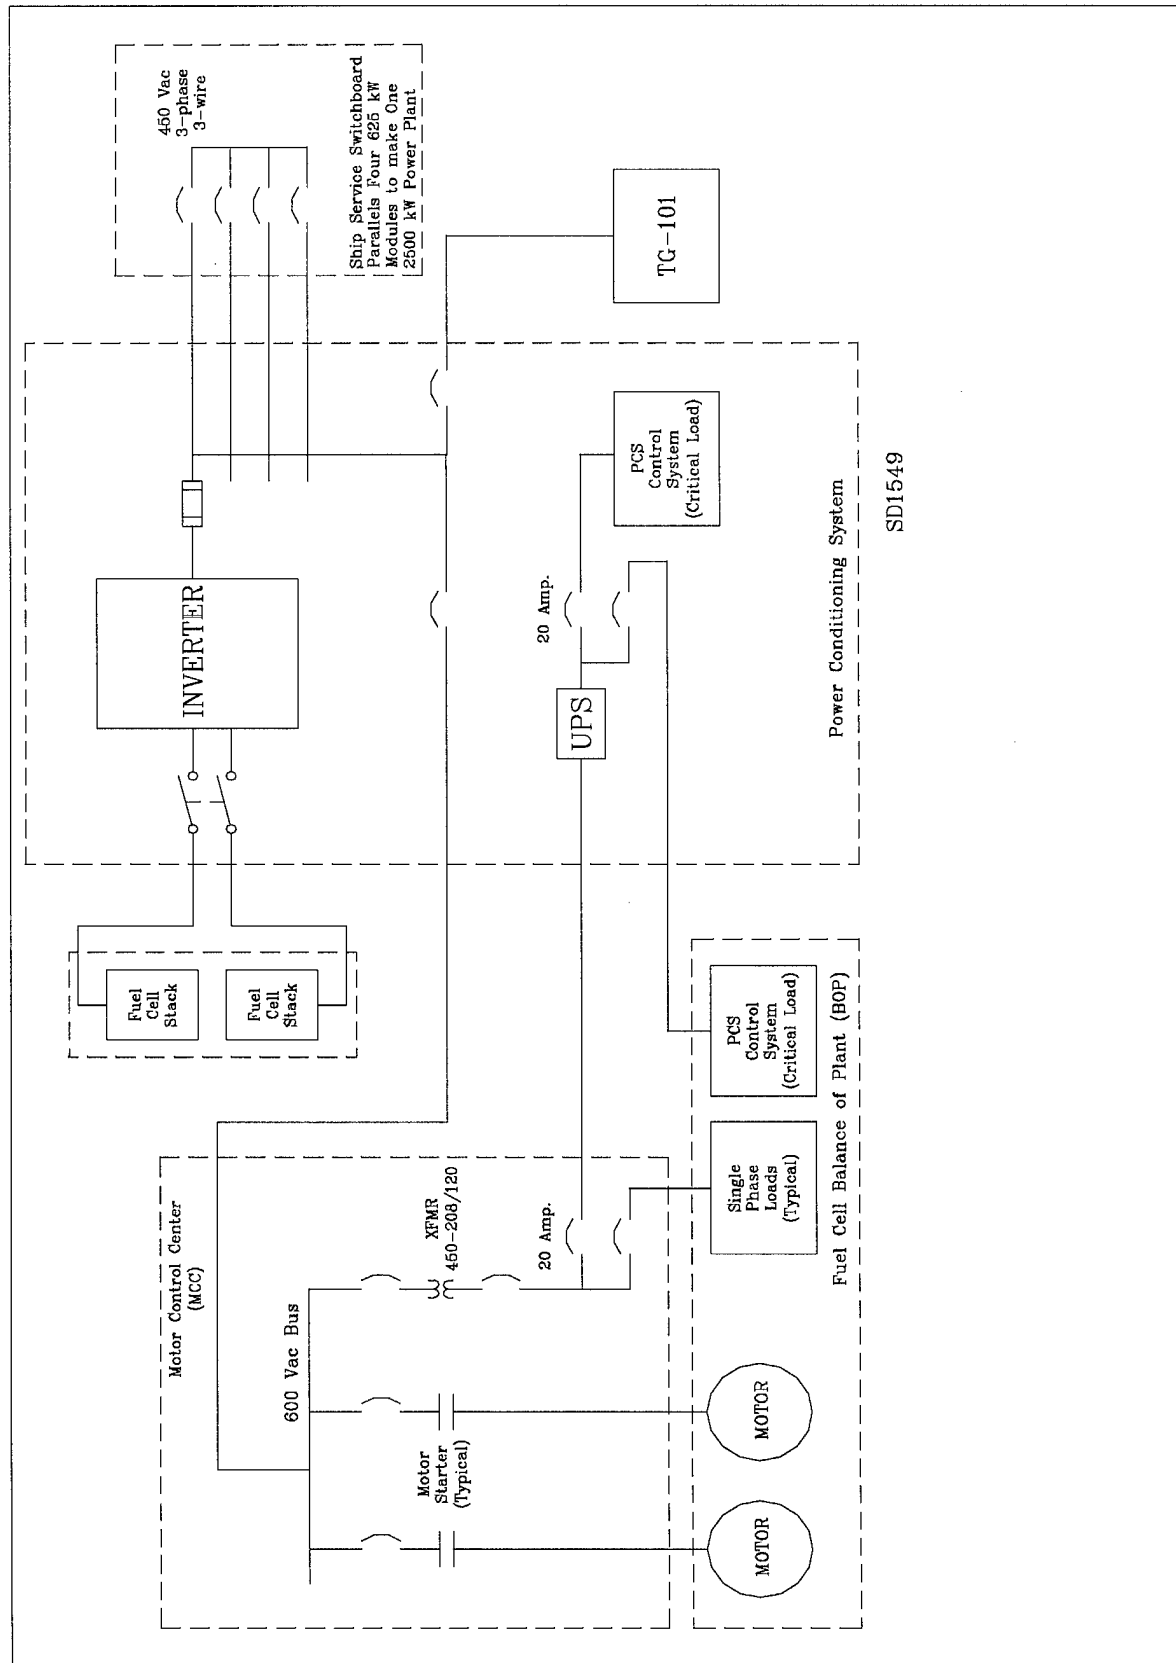 450 Vac
3-phase
3-wire
Ship Service Switchboard
Parallels Four 625 kW
Modules to make One
2500 kW Power Plant
TG-101
INVERTER
PCS
Control
System
(Critical Load)
20 Amp.
UPS
Power Conditioning System
SD1549
Fuel
Cell
Stack
Fuel
Cell
Stack
Motor Control Center
(MCC)
600 Vac Bus
XFMR
450-208/120
20 Amp.
Motor
Starter
(Typical)
PCS
Control
System
(Critical Load)
Single
Phase
Loads
(Typical)
MOTOR
MOTOR
Fuel Cell Balance of Plant (BOP)